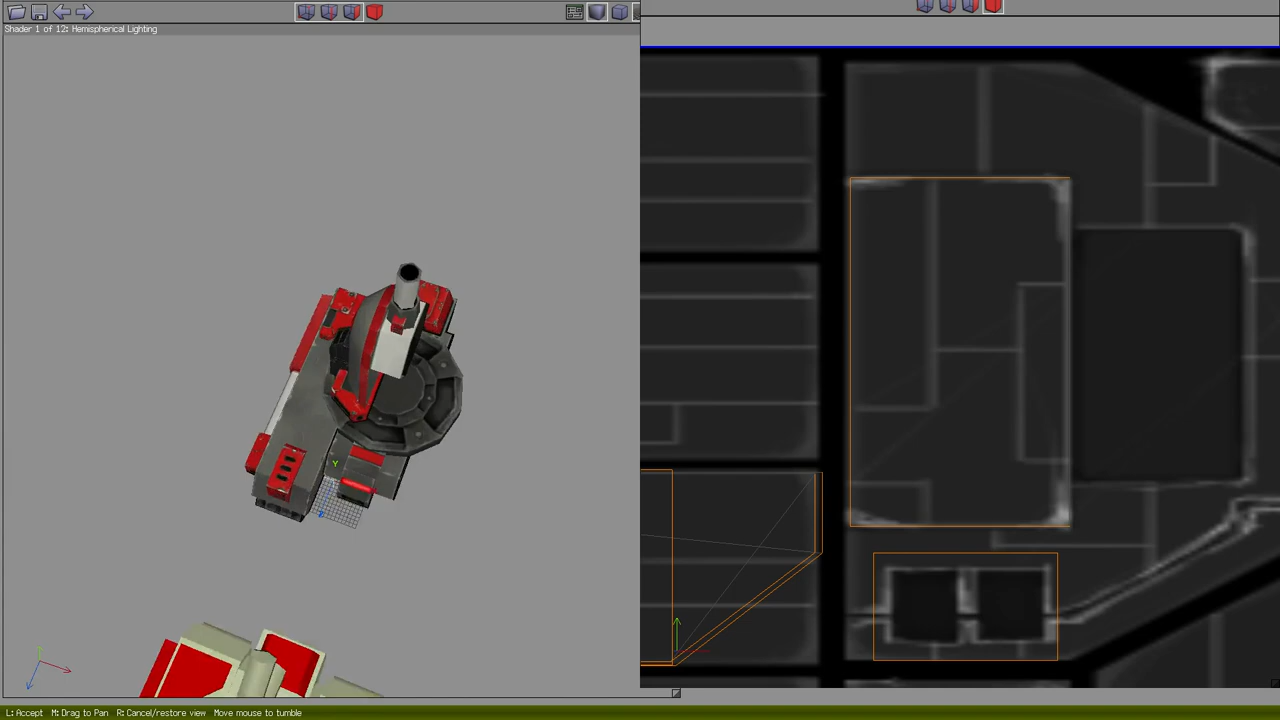 Shader 1 of 12: Hemispherical Lighting
Y
L: Accept   M: Drag to Pan   R: Cancel/restore view   Move mouse to tumble